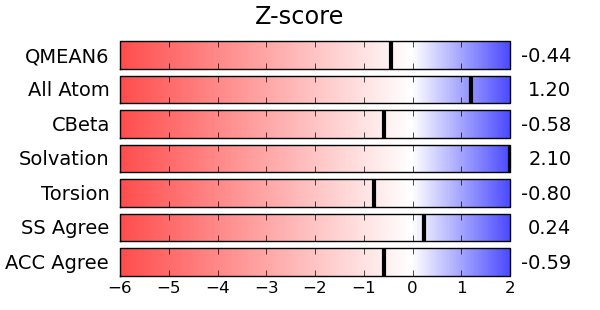 Z-score
QMEAN6 -0.44
All Atom 1.20
CBeta -0.58
Solvation 2.10
Torsion -0.80
SS Agree 0.24
ACC Agree -0.59
−6 −5 −4 −3 −2 −1 0 1 2